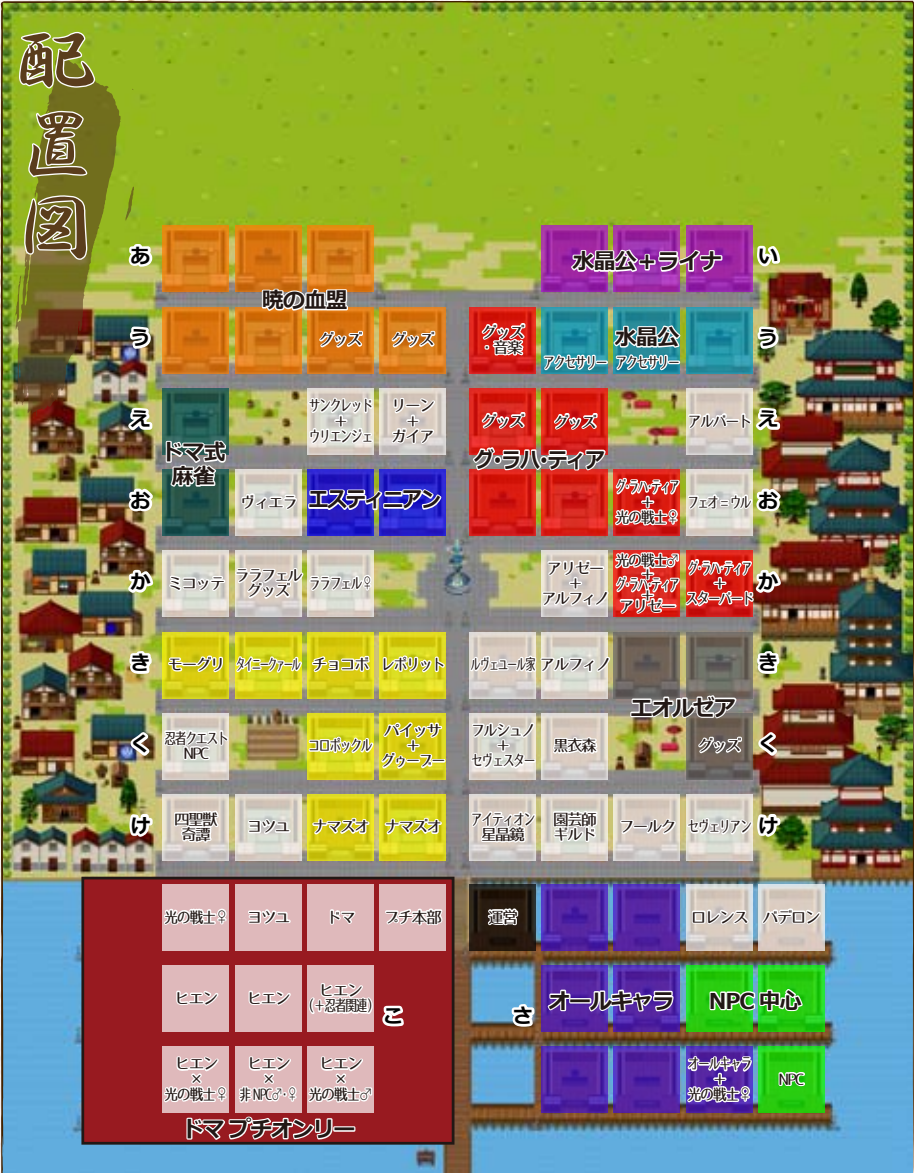 配
置
図
あ
い
水晶公+ライナ
暁の血盟
う
グッズ
グッズ
グッズ
・音楽
アクセサリー
水晶公
アクセサリー
う
え
サンクレッド
+
ウリエンジェ
リーン
+
ガイア
グッズ
グッズ
アルバート
え
ドマ式
麻雀
グ・ラハ・ティア
お
ヴィエラ
エスティニアン
グ・ラハ・ティア
+
光の戦士♀
フェオ=ウル
お
か
ミコッテ
ララフェル
グッズ
ララフェル♀
アリゼー
+
アルフィノ
光の戦士♂
+
グ・ラハ・ティア
+
アリゼー
グ・ラハ・ティア
+
スターバード
か
き
モーグリ
タイニークァール
チョコボ
レポリット
ルヴェユール家
アルフィノ
き
エオルゼア
く
忍者クエスト
NPC
コロポックル
パイッサ
+
グゥーブー
フルシュノ
+
セヴェスター
黒衣森
グッズ
く
け
四聖獣
奇譚
ヨツユ
ナマズオ
ナマズオ
アイティオン
星晶鏡
園芸師
ギルド
フールク
セヴェリアン
け
光の戦士♀
ヨツユ
ドマ
プチ本部
運営
ロレンス
バデロン
ヒエン
ヒエン
ヒエン
(+忍者関連)
こ
さ
オールキャラ
NPC 中心
ヒエン
×
光の戦士♀
ヒエン
×
非NPC♂・♀
ヒエン
×
光の戦士♂
オールキャラ
+
光の戦士♀
NPC
ドマ プチオンリー